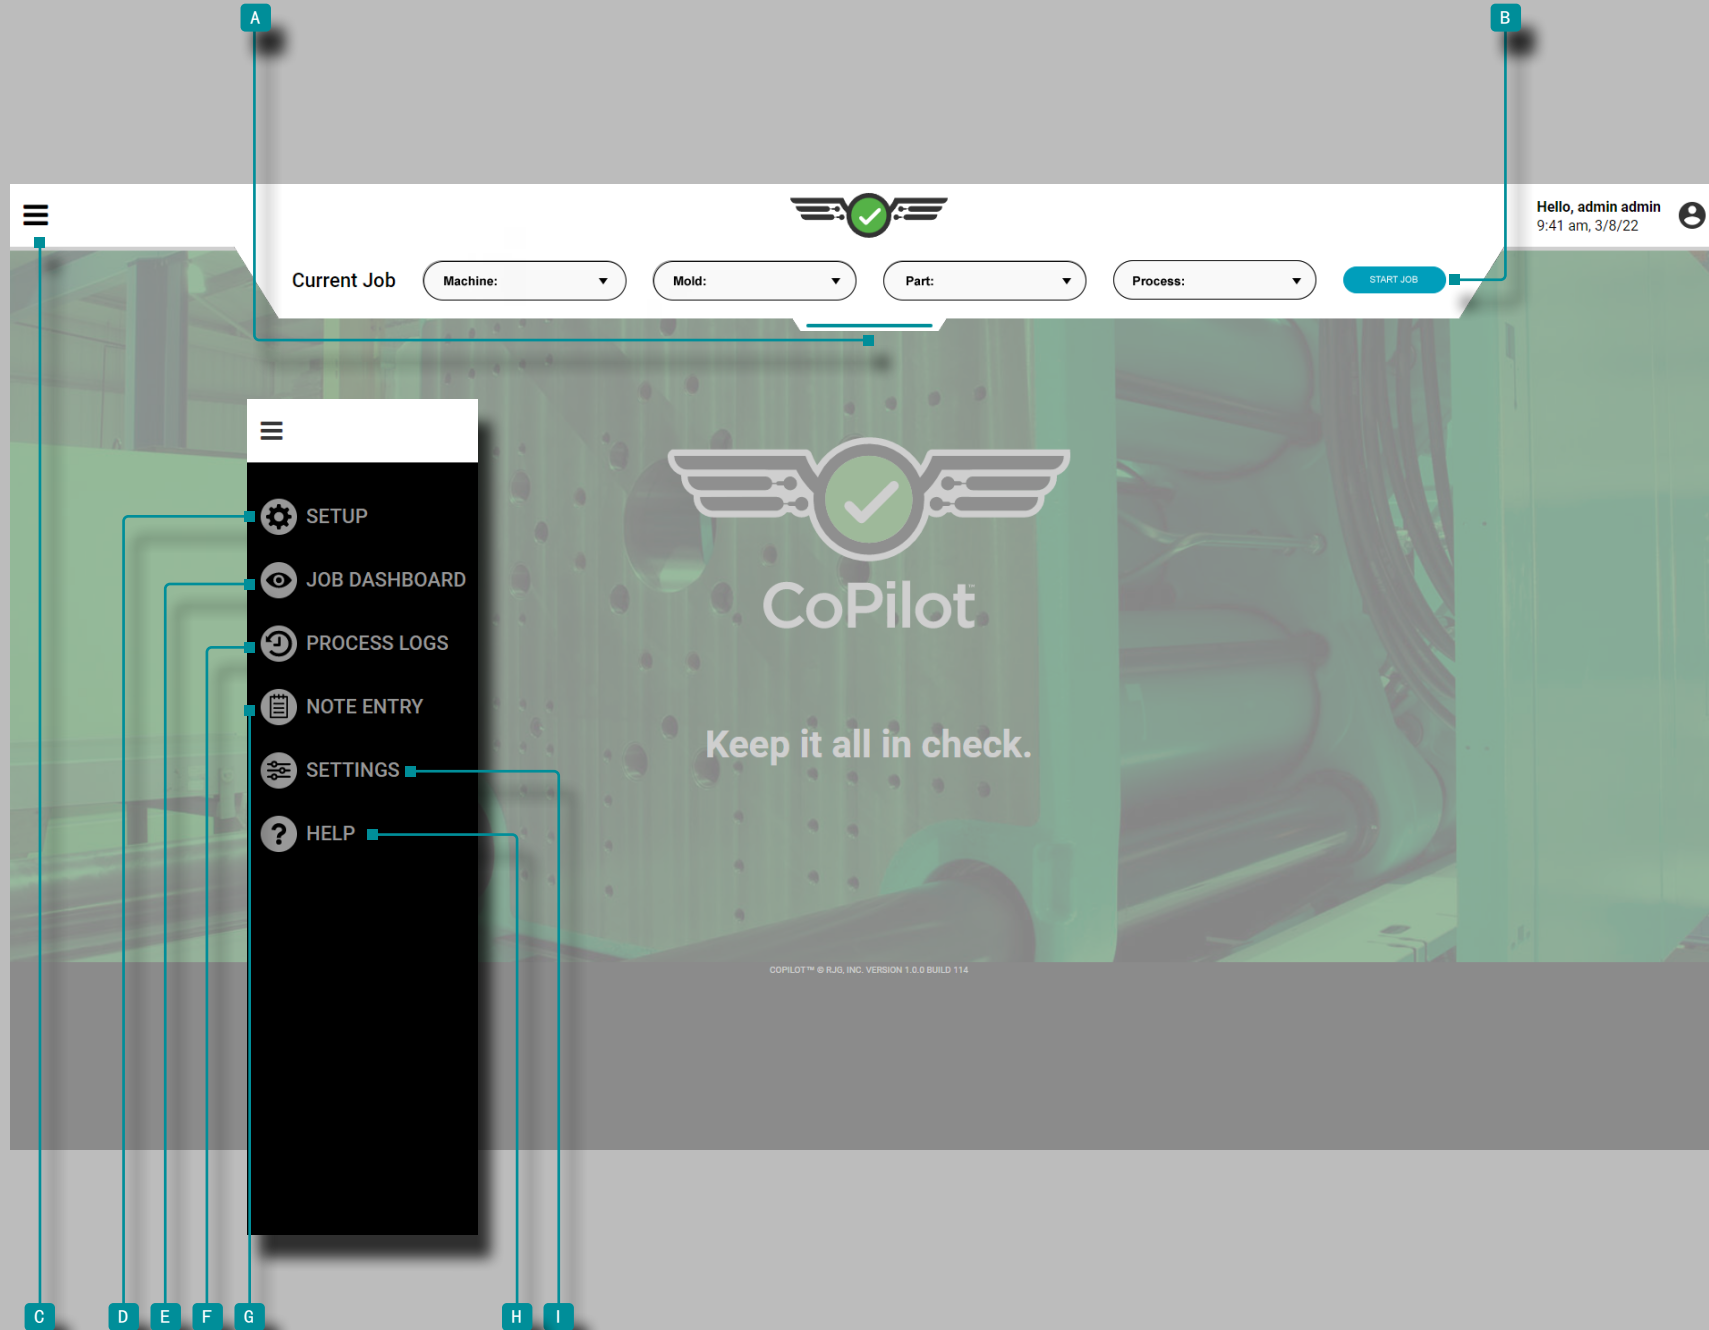 A
B
Hello, admin admin
9:41 am, 3/8/22
Current Job
Machine:
Mold:
Part:
Process:
START JOB
SETUP
JOB DASHBOARD
PROCESS LOGS
NOTE ENTRY
SETTINGS
HELP
CoPilot™
Keep it all in check.
COPILOT™ © RJG, INC. VERSION 1.0.0 BUILD 114
C
D
E
F
G
H
I